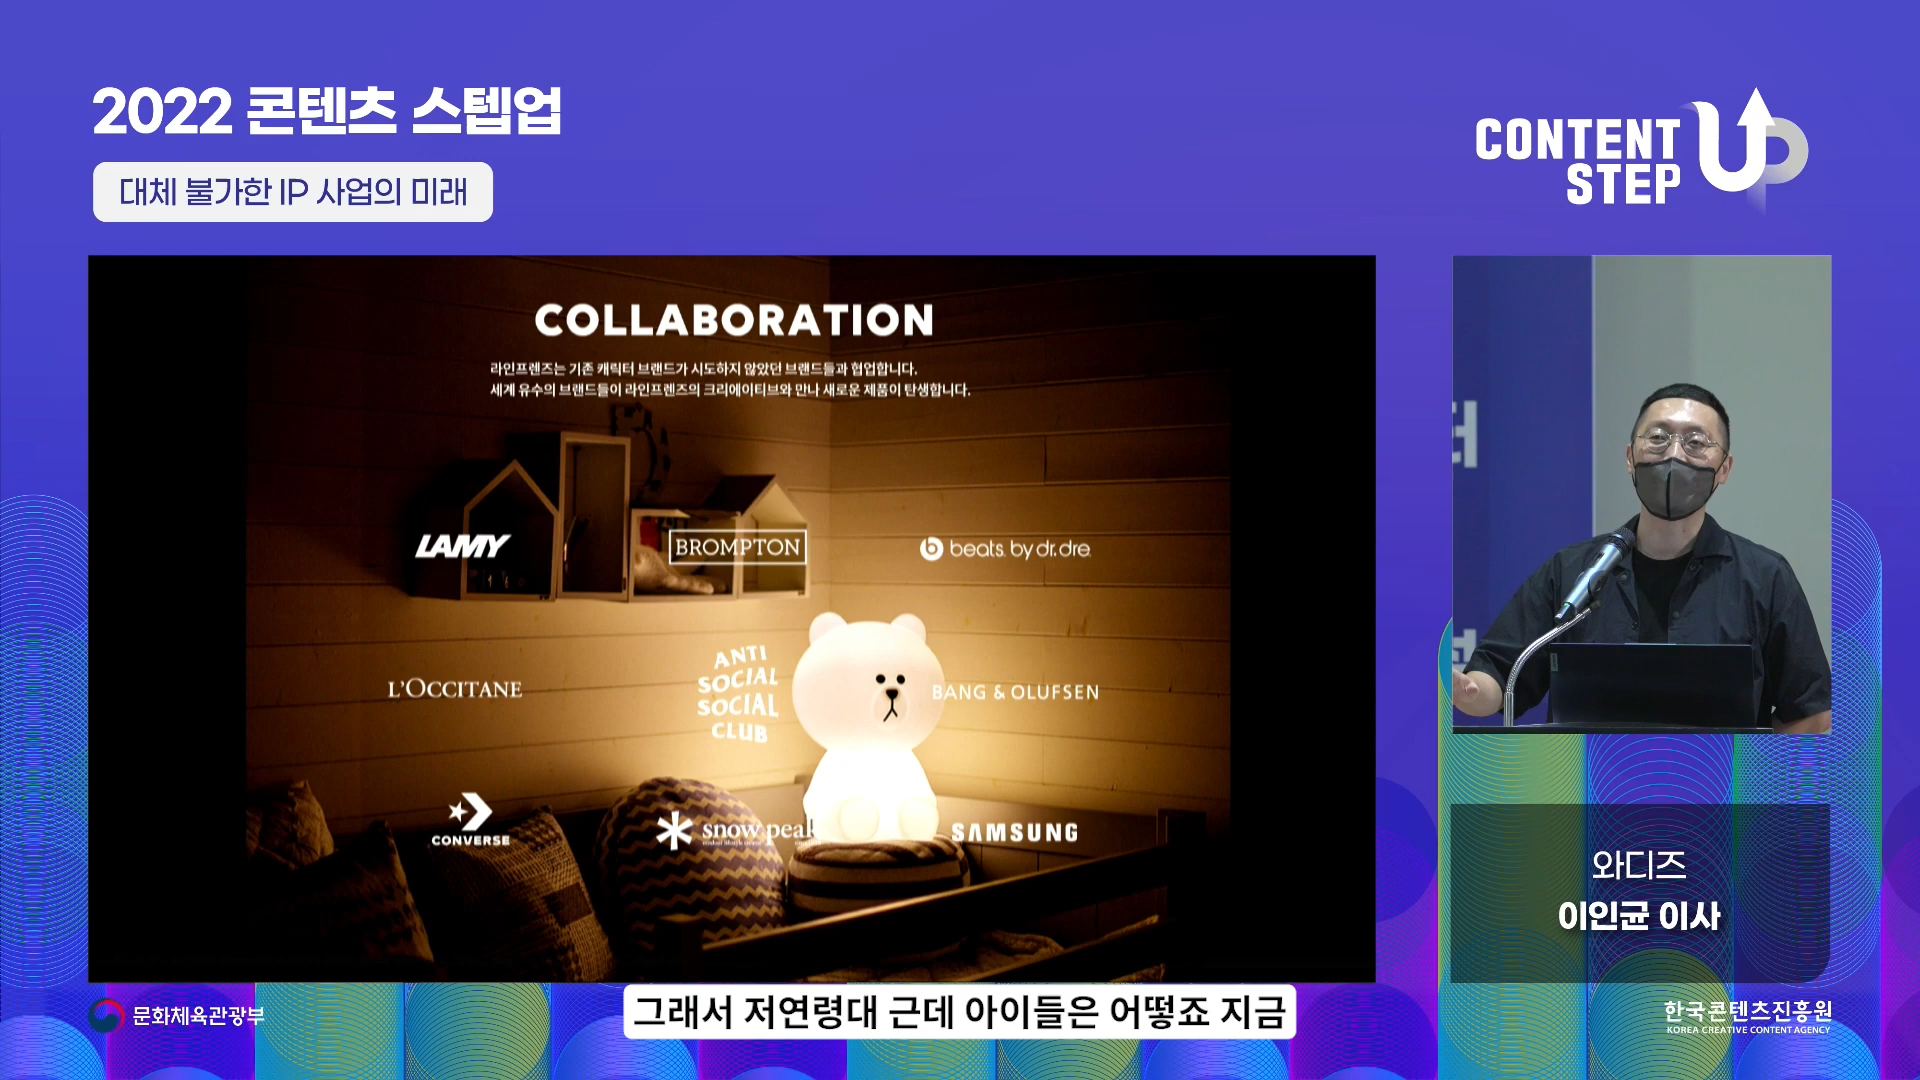 2022 콘텐츠 스텝업
대체 불가한 IP 사업의 미래
CONTENT
STEP
UP
COLLABORATION
라인프렌즈는 기존 캐릭터 브랜드가 시도하지 않았던 브랜드들과 협업합니다.
세계 유수의 브랜드들이 라인프렌즈의 크리에이티브와 만나 새로운 제품이 탄생합니다.
LAMY
BROMPTON
beats by dr. dre
L'OCCITANE
ANTI
SOCIAL
SOCIAL
CLUB
BANG & OLUFSEN
CONVERSE
snow peak
SAMSUNG
와디즈
이인균 이사
그래서 저연령대 근데 아이들은 어떻죠 지금
문화체육관광부
한국콘텐츠진흥원
KOREA CREATIVE CONTENT AGENCY